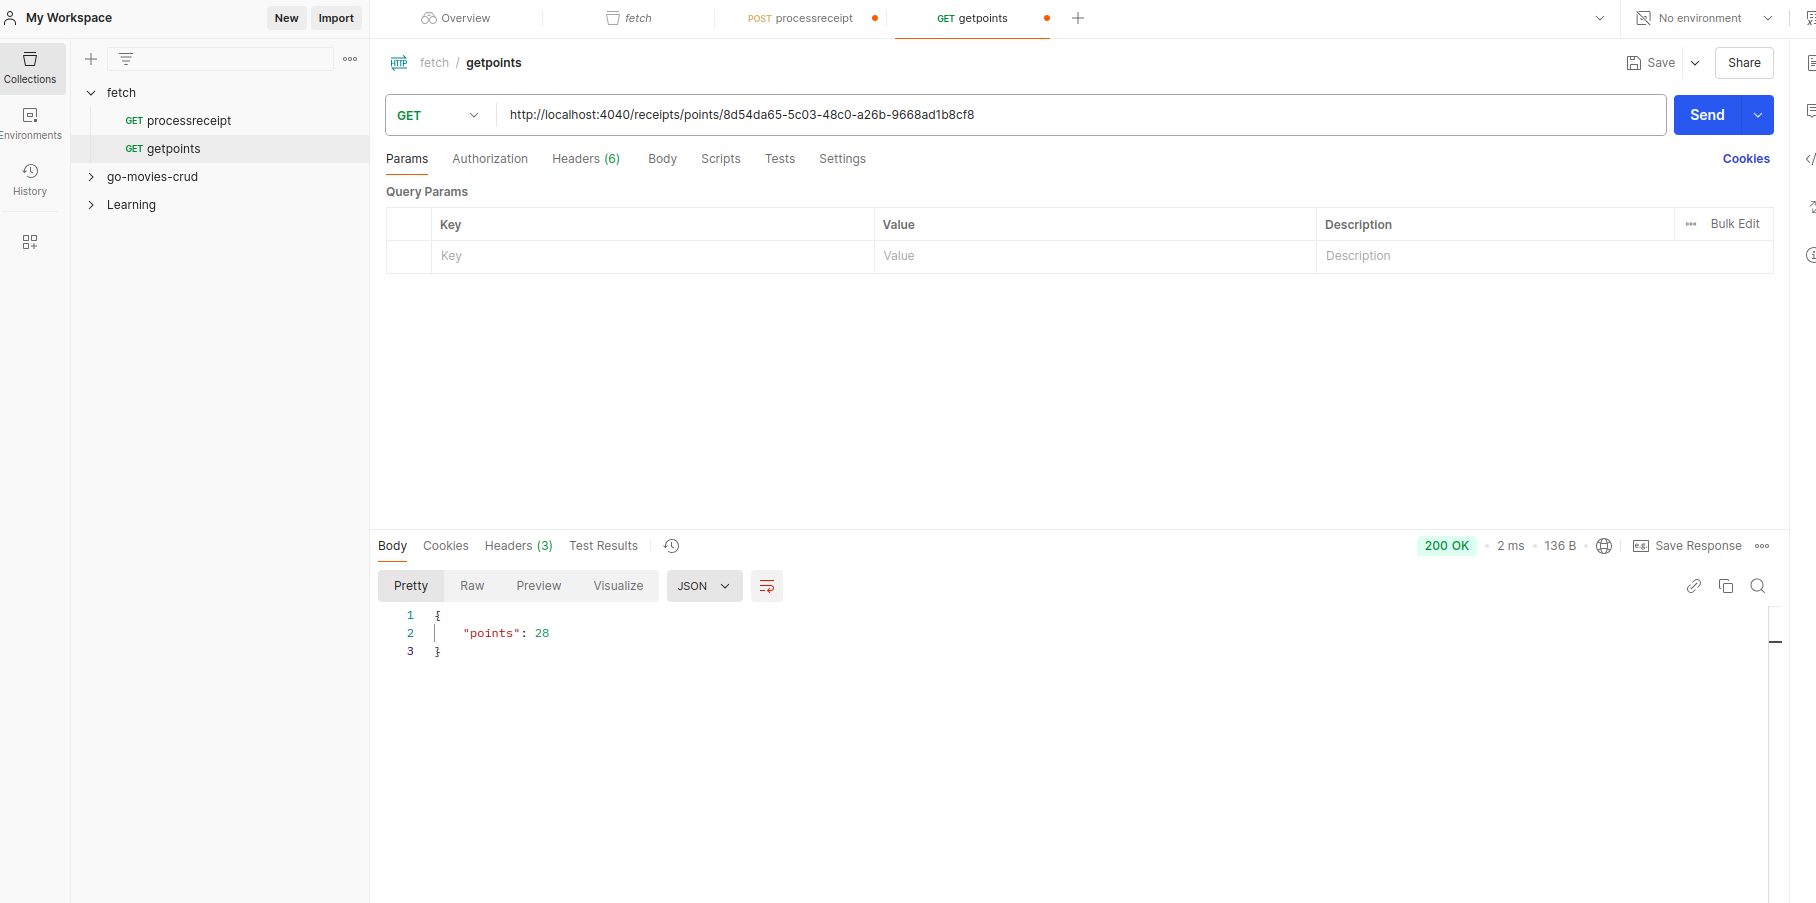 My Workspace New Import Overview fetch POST processreceipt GET getpoints No environment
Collections
Environments
History
fetch
GET processreceipt
GET getpoints
go-movies-crud
Learning
HTTP fetch / getpoints Save Share
GET http://localhost:4040/receipts/points/8d54da65-5c03-48c0-a26b-9668ad1b8cf8 Send
Params Authorization Headers (6) Body Scripts Tests Settings Cookies
Query Params
Key Value Description Bulk Edit
Key Value Description
Body Cookies Headers (3) Test Results 200 OK 2 ms 136 B e.g. Save Response
Pretty Raw Preview Visualize JSON
1 {
2 "points": 28
3 }